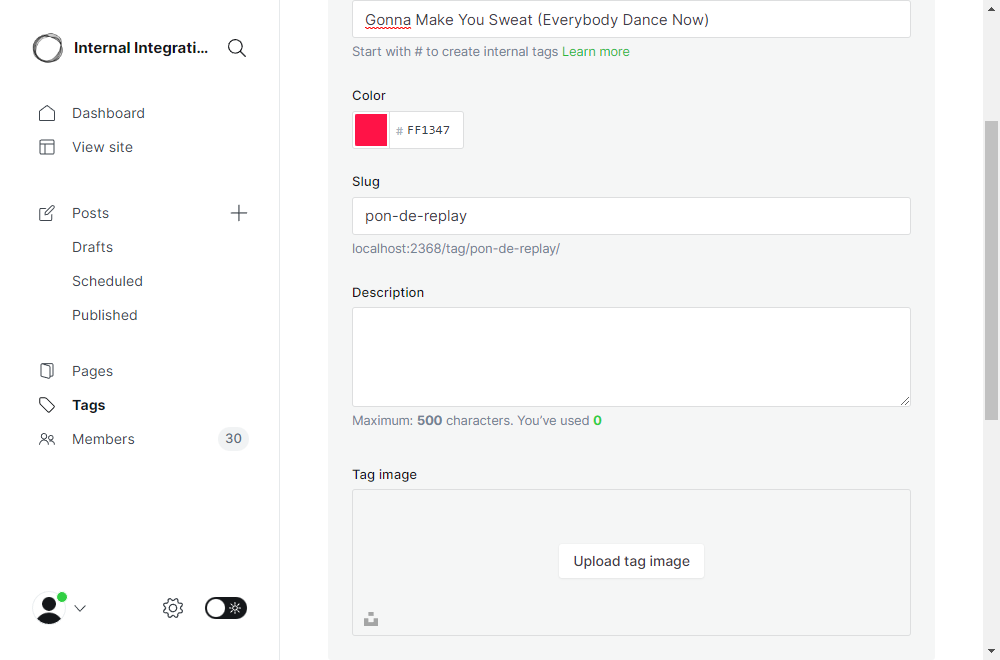 Internal Integrati...
Dashboard
View site
Posts
Drafts
Scheduled
Published
Pages
Tags
Members 30
Gonna Make You Sweat (Everybody Dance Now)
Start with # to create internal tags Learn more
Color
# FF1347
Slug
pon-de-replay
localhost:2368/tag/pon-de-replay/
Description
Maximum: 500 characters. You’ve used 0
Tag image
Upload tag image